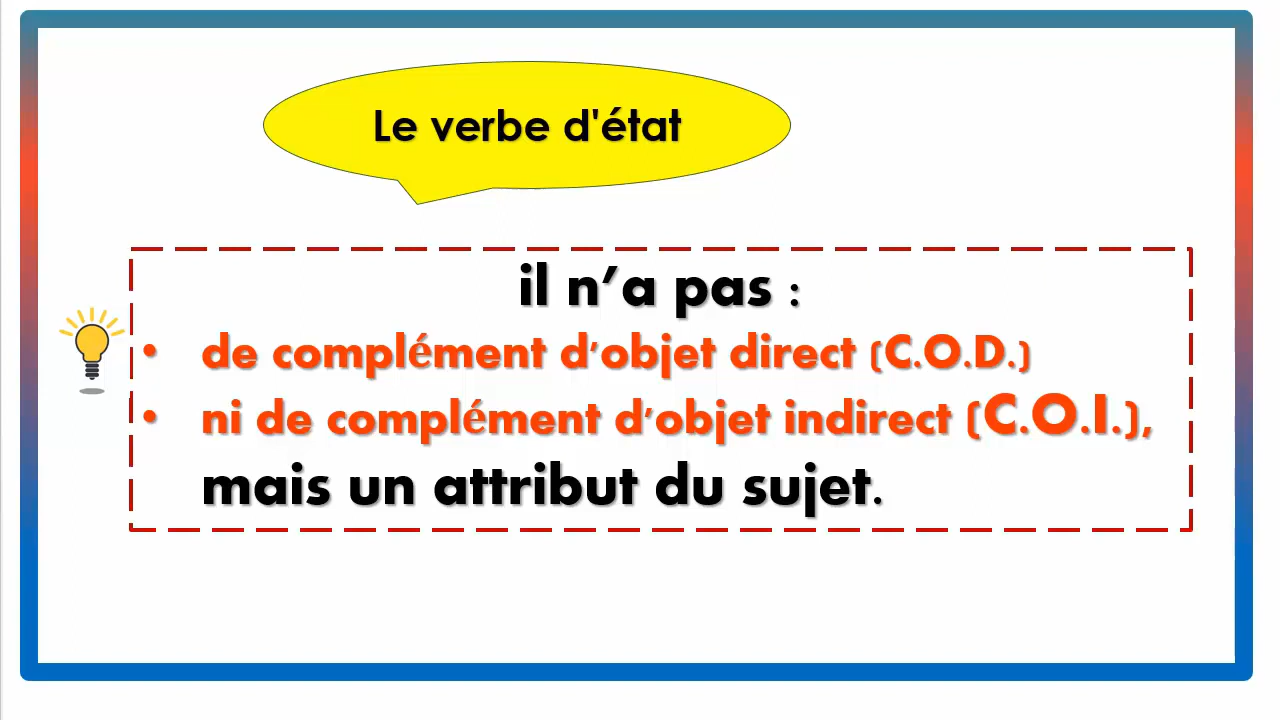 Le verbe d'état
il n’a pas :
• de complément d'objet direct (C.O.D.)
• ni de complément d'objet indirect (C.O.I.),
mais un attribut du sujet.